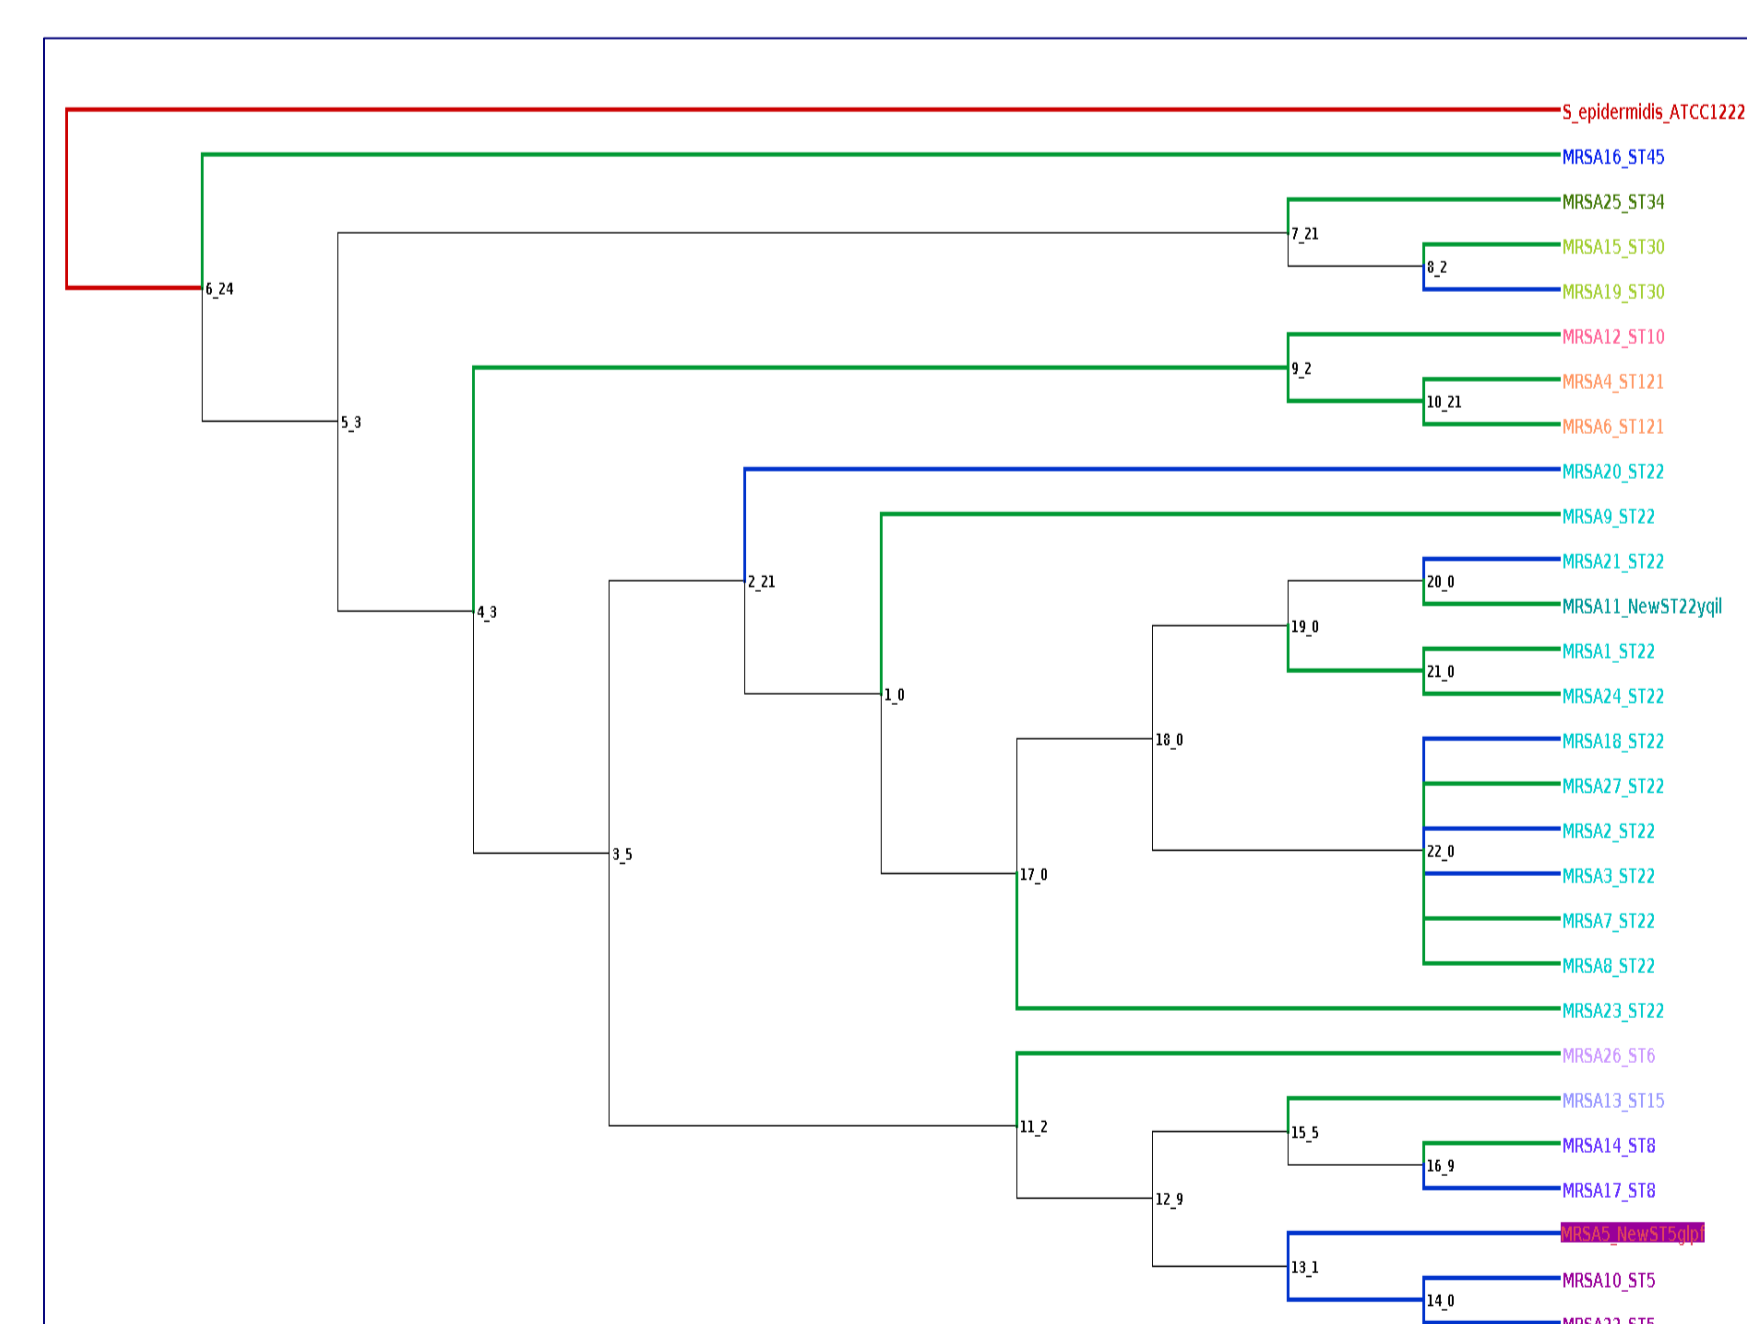 S_epidermidis_ATCC1222
MRSA16_ST45
MRSA25_ST34
7_21
MRSA15_ST30
8_2
6_24
MRSA19_ST30
MRSA12_ST10
9_2
MRSA4_ST121
10_21
5_3
MRSA6_ST121
MRSA20_ST22
MRSA9_ST22
MRSA21_ST22
2_21
20_0
MRSA11_NewST22yqil
4_3
19_0
MRSA1_ST22
21_0
1_0
MRSA24_ST22
18_0
MRSA18_ST22
MRSA27_ST22
MRSA2_ST22
3_5
22_0
17_0
MRSA3_ST22
MRSA7_ST22
MRSA8_ST22
MRSA23_ST22
MRSA26_ST6
MRSA13_ST15
11_2
15_5
MRSA14_ST8
16_9
MRSA17_ST8
12_9
MRSA5_NewST5glpf
13_1
MRSA10_ST5
14_0
MRSA22_ST5